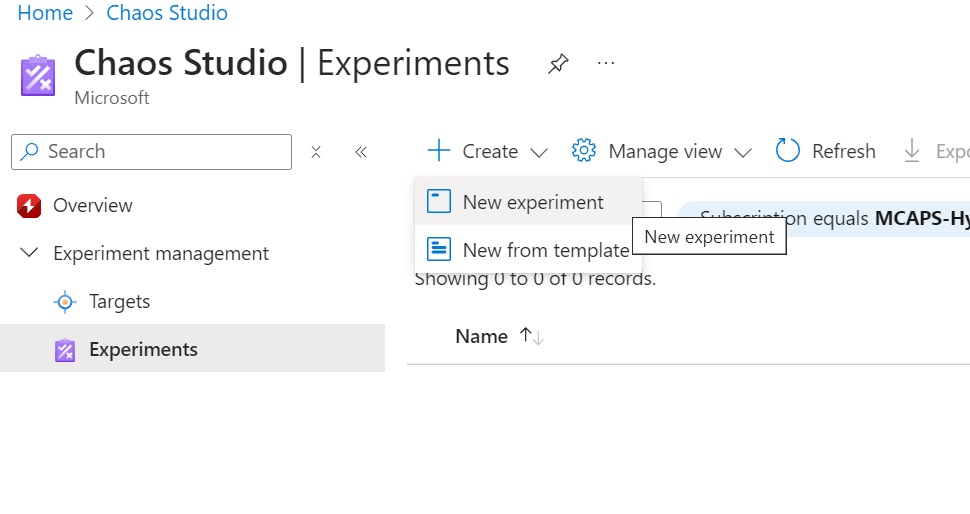 Home > Chaos Studio
Chaos Studio | Experiments
Microsoft
Search
Overview
Experiment management
Targets
Experiments
Create
Manage view
Refresh
New experiment
New from template
Subscription equals MCAPS-Hy
New experiment
Showing 0 to 0 of 0 records.
Name